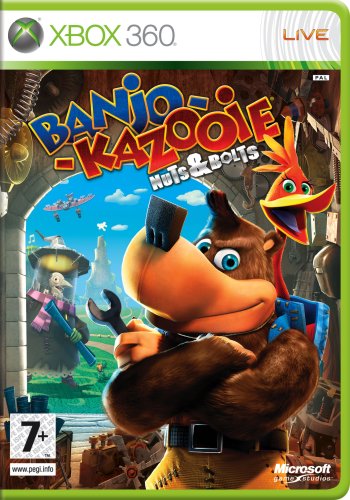 XBOX 360
LIVE
PAL
BANJO-
-KAZOOIE
NUTS & BOLTS
7+
www.pegi.info
Microsoft
game studios